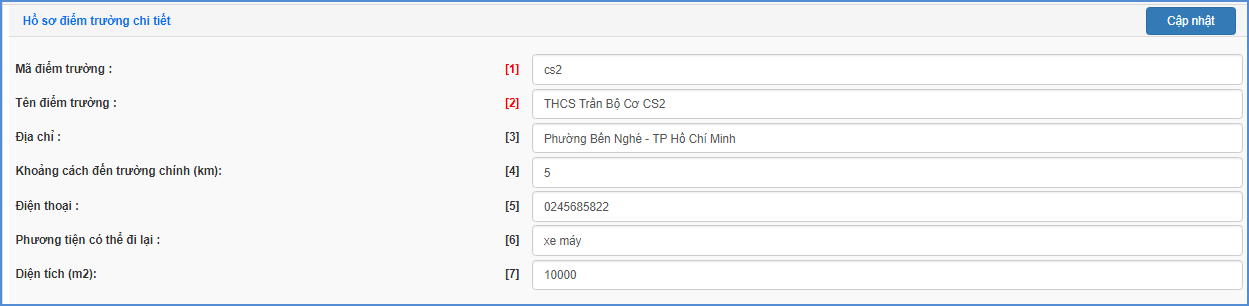 Hồ sơ điểm trường chi tiết Cập nhật
Mã điểm trường : [1] cs2
Tên điểm trường : [2] THCS Trần Bộ Cơ CS2
Địa chỉ : [3] Phường Bến Nghé - TP Hồ Chí Minh
Khoảng cách đến trường chính (km): [4] 5
Điện thoại : [5] 0245685822
Phương tiện có thể đi lại : [6] xe máy
Diện tích (m2): [7] 10000